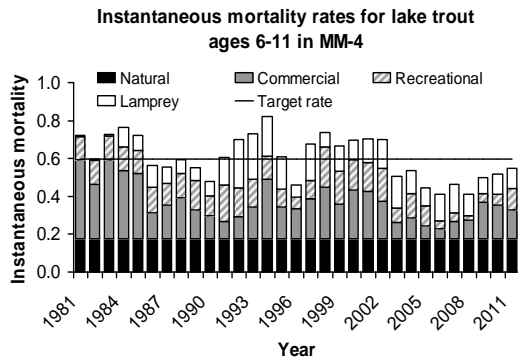 Instantaneous mortality rates for lake trout
ages 6-11 in MM-4
Natural Commercial Recreational
Lamprey Target rate
Instantaneous mortality
1.0
0.8
0.6
0.4
0.2
0.0
1981 1984 1987 1990 1993 1996 1999 2002 2005 2008 2011
Year